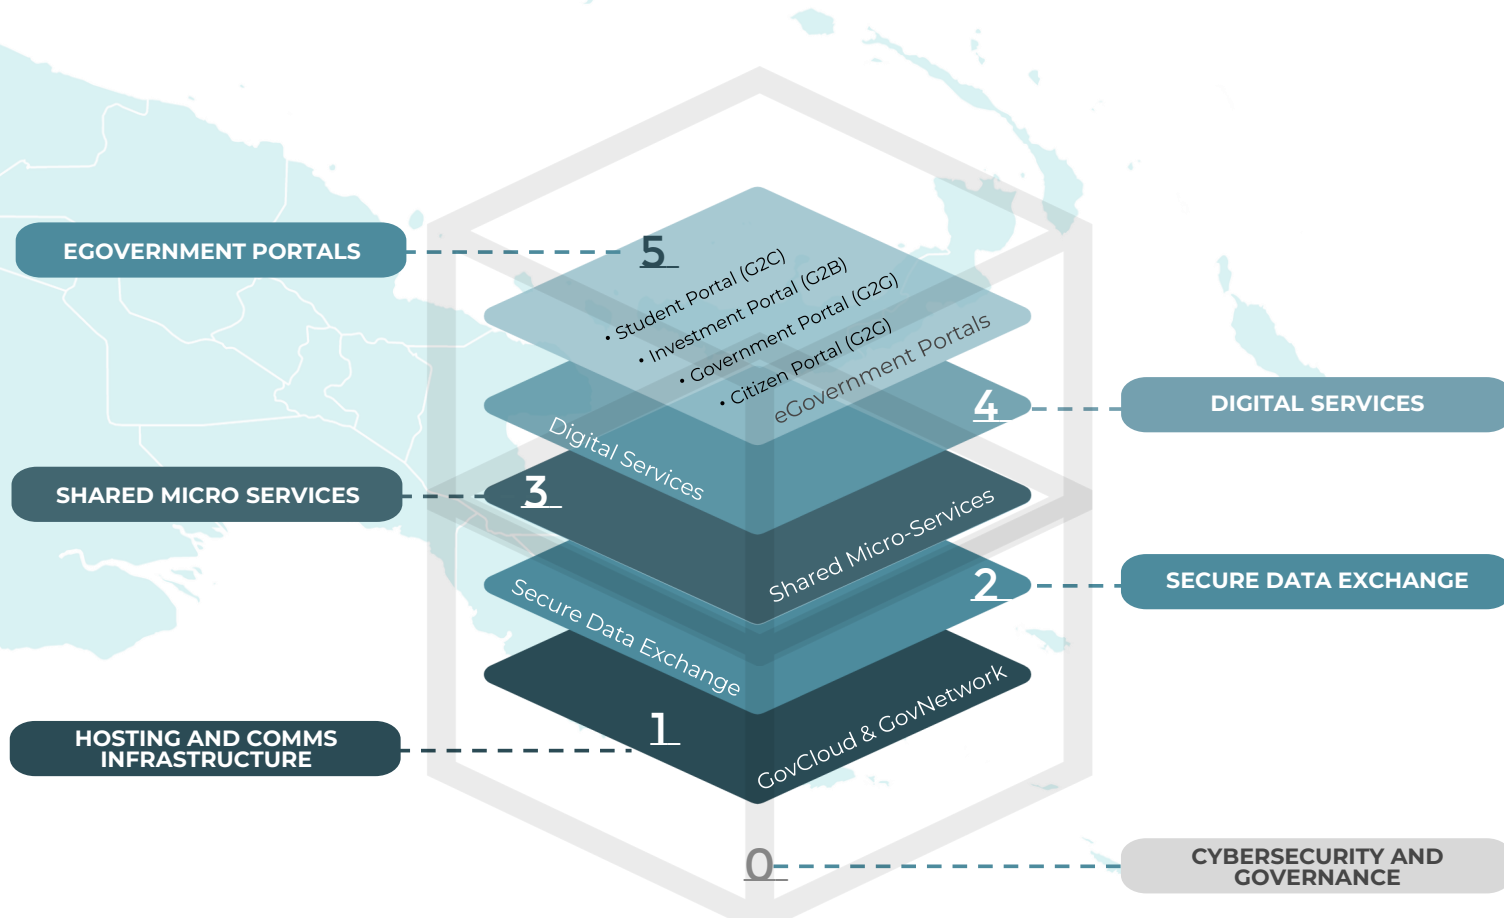 EGOVERNMENT PORTALS
5
• Student Portal (G2C)
• Investment Portal (G2B)
• Government Portal (G2G)
• Citizen Portal (G2G)
eGovernment Portals
4
DIGITAL SERVICES
Digital Services
SHARED MICRO SERVICES
3
Shared Micro-Services
2
SECURE DATA EXCHANGE
Secure Data Exchange
HOSTING AND COMMS
INFRASTRUCTURE
1
GovCloud & GovNetwork
0
CYBERSECURITY AND
GOVERNANCE